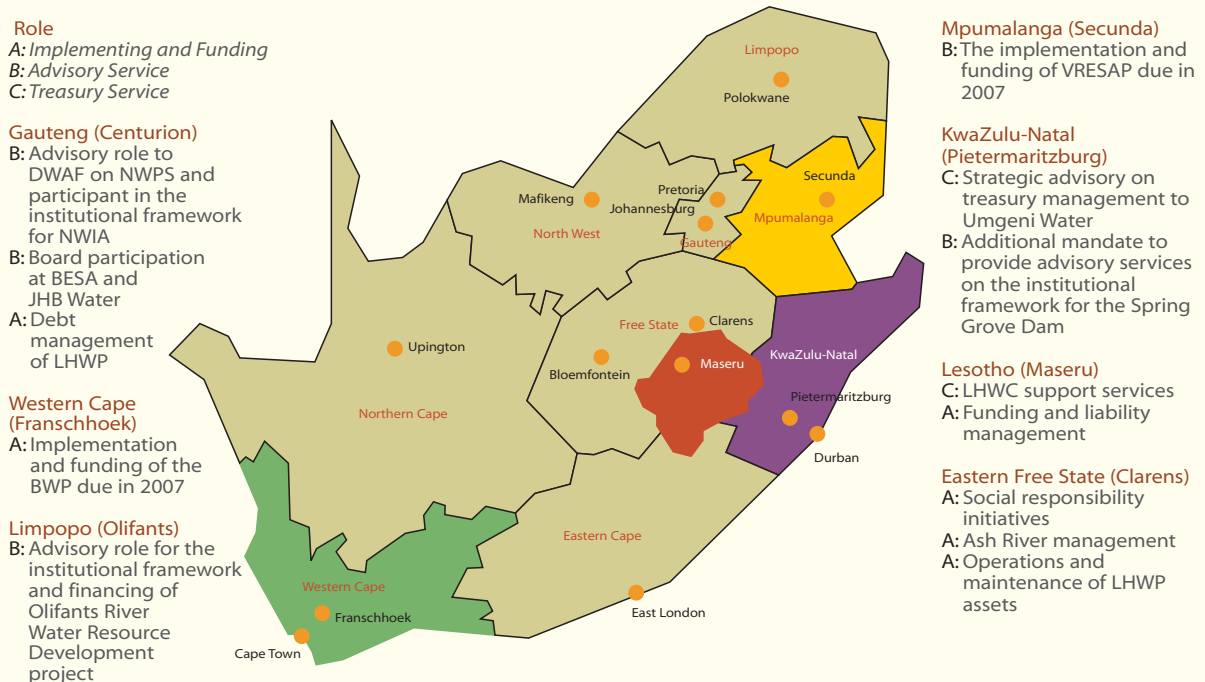 Role
A: Implementing and Funding
B: Advisory Service
C: Treasury Service
Gauteng (Centurion)
B: Advisory role to
DWAF on NWPS and
participant in the
institutional framework
for NWIA
B: Board participation
at BESA and
JHB Water
A: Debt
management
of LHWP
Western Cape
(Franschhoek)
A: Implementation
and funding of the
BWP due in 2007
Limpopo (Olifants)
B: Advisory role for the
institutional framework
and financing of
Olifants River
Water Resource
Development
project
Limpopo
Polokwane
Secunda
Pretoria
Mafikeng
Johannesburg
Mpumalanga
North West
Gauteng
Clarens
Free State
Upington
KwaZulu-Natal
Maseru
Bloemfontein
Pietermaritzburg
Northern Cape
Durban
Eastern Cape
Western Cape
East London
Franschhoek
Cape Town
Mpumalanga (Secunda)
B: The implementation and
funding of VRESAP due in
2007
KwaZulu-Natal
(Pietermaritzburg)
C: Strategic advisory on
treasury management to
Umgeni Water
B: Additional mandate to
provide advisory services
on the institutional
framework for the Spring
Grove Dam
Lesotho (Maseru)
C: LHWC support services
A: Funding and liability
management
Eastern Free State (Clarens)
A: Social responsibility
initiatives
A: Ash River management
A: Operations and
maintenance of LHWP
assets